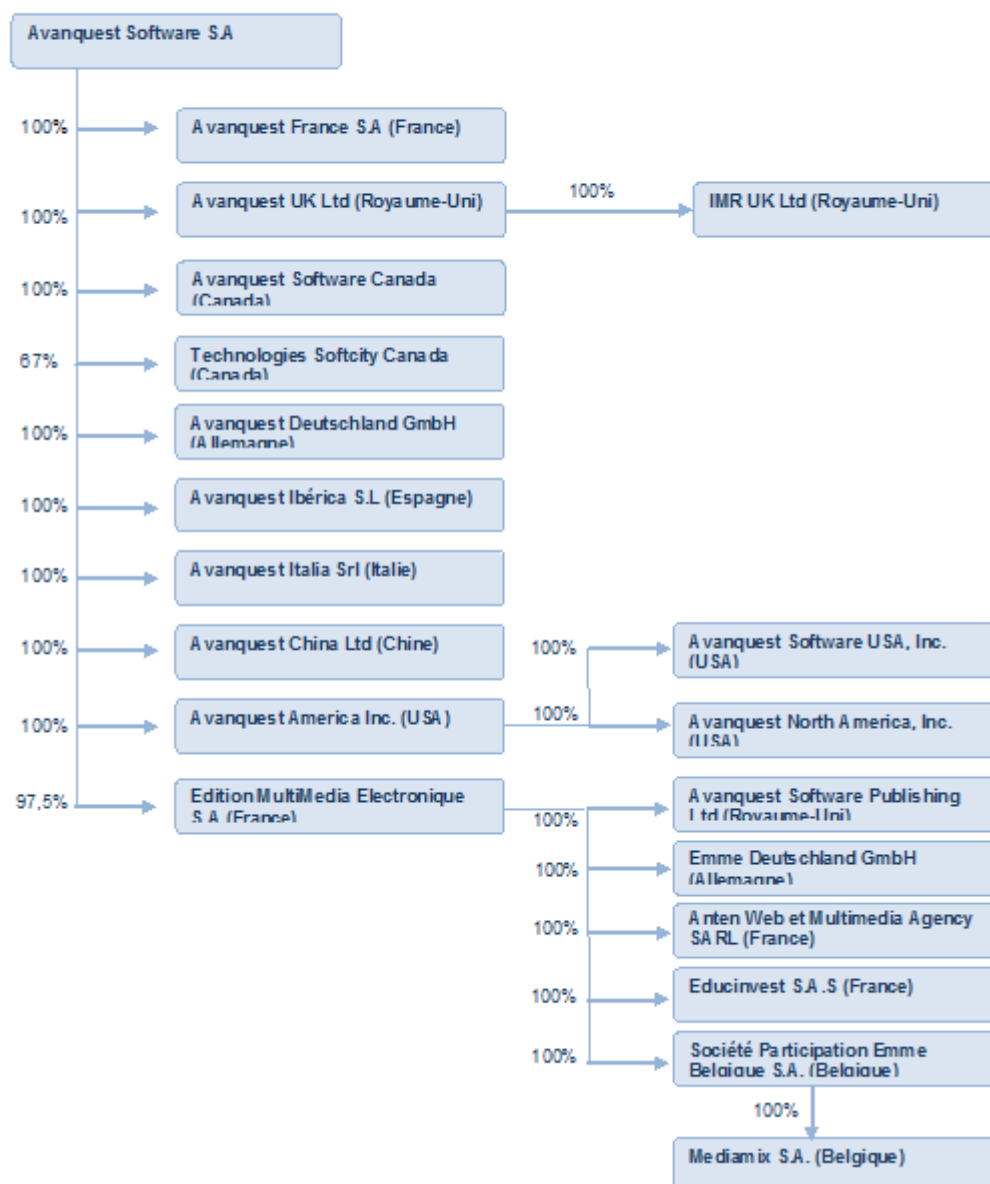 Avanquest Software S.A
100%
Avanquest France S.A (France)
100%
Avanquest UK Ltd (Royaume-Uni)
100%
IMR UK Ltd (Royaume-Uni)
100%
Avanquest Software Canada
(Canada)
67%
Technologies Softcity Canada
(Canada)
100%
Avanquest Deutschland GmbH
(Allemagne)
100%
Avanquest Ibérica S.L (Espagne)
100%
Avanquest Italia Srl (Italie)
100%
Avanquest China Ltd (Chine)
100%
Avanquest Software USA, Inc.
(USA)
100%
Avanquest America Inc. (USA)
100%
Avanquest North America, Inc.
(USA)
97,5%
Edition MultiMedia Electronique
S.A (France)
100%
Avanquest Software Publishing
Ltd (Royaume-Uni)
100%
Emme Deutschland GmbH
(Allemagne)
100%
Anten Web et Multimedia Agency
SARL (France)
100%
Educinvest S.A.S (France)
100%
Société Participation Emme
Belgique S.A. (Belgique)
100%
Mediamix S.A. (Belgique)